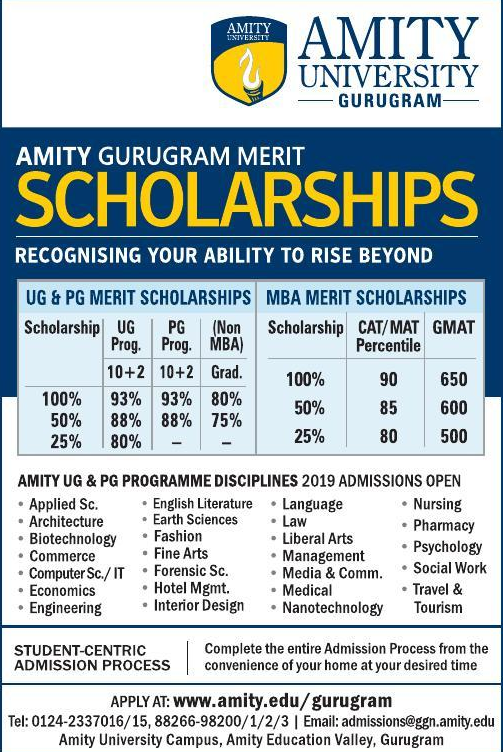 AMITY
UNIVERSITY
AMITY
UNIVERSITY
GURUGRAM
AMITY GURUGRAM MERIT
SCHOLARSHIPS
RECOGNISING YOUR ABILITY TO RISE BEYOND
UG & PG MERIT SCHOLARSHIPS
Scholarship UG Prog. PG Prog. (Non MBA)
10+2 10+2 Grad.
100% 93% 93% 80%
50% 88% 88% 75%
25% 80% – –
MBA MERIT SCHOLARSHIPS
Scholarship CAT/MAT Percentile GMAT
100% 90 650
50% 85 600
25% 80 500
AMITY UG & PG PROGRAMME DISCIPLINES 2019 ADMISSIONS OPEN
• Applied Sc.
• Architecture
• Biotechnology
• Commerce
• Computer Sc./ IT
• Economics
• Engineering
• English Literature
• Earth Sciences
• Fashion
• Fine Arts
• Forensic Sc.
• Hotel Mgmt.
• Interior Design
• Language
• Law
• Liberal Arts
• Management
• Media & Comm.
• Medical
• Nanotechnology
• Nursing
• Pharmacy
• Psychology
• Social Work
• Travel &
Tourism
STUDENT-CENTRIC
ADMISSION PROCESS
Complete the entire Admission Process from the
convenience of your home at your desired time
APPLY AT: www.amity.edu/gurugram
Tel: 0124-2337016/15, 88266-98200/1/2/3 | Email: admissions@ggn.amity.edu
Amity University Campus, Amity Education Valley, Gurugram